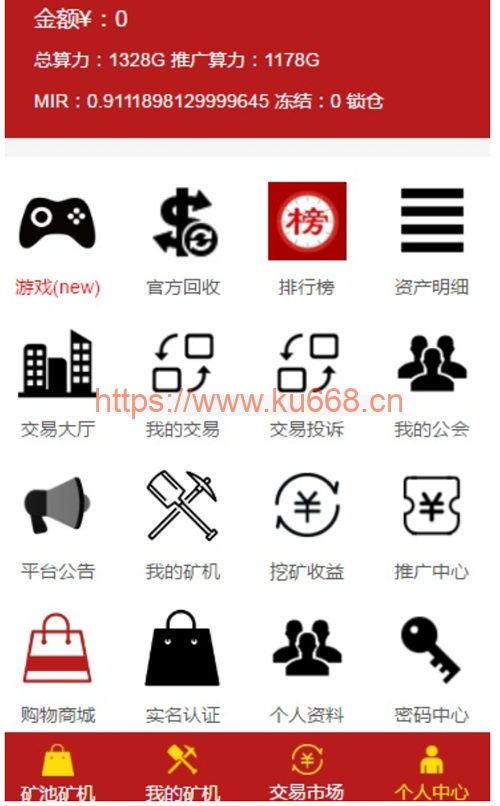 金额¥：0
总算力：1328G 推广算力：1178G
MIR：0.9111898129999645 冻结：0 锁仓
榜
游戏(new) 官方回收 排行榜 资产明细
https://www.ku668.cn
交易大厅 我的交易 交易投诉 我的公会
¥ ¥
平台公告 我的矿机 挖矿收益 推广中心
购物商城 实名认证 个人资料 密码中心
¥
矿池矿机 我的矿机 交易市场 个人中心